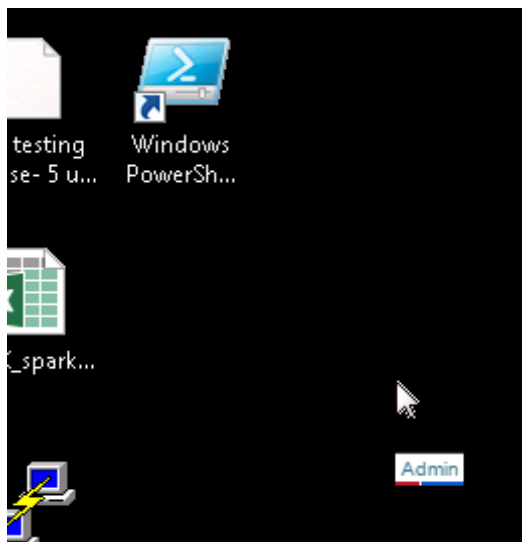 testing
se- 5 u...
Windows
PowerSh...
_spark...
Admin